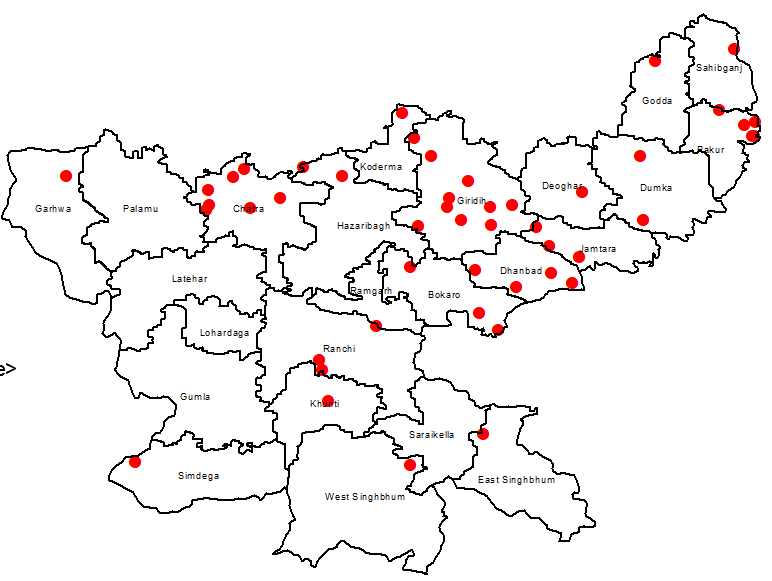 Sahibganj
Godda
Pakur
Koderma
Deoghar
Dumka
Garhwa
Palamu
Chatra
Giridih
Hazaribagh
Jamtara
Latehar
Dhanbad
Ramgarh
Bokaro
Lohardaga
Ranchi
e>
Gumla
Khunti
Saraikella
Simdega
East Singhbhum
West Singhbhum